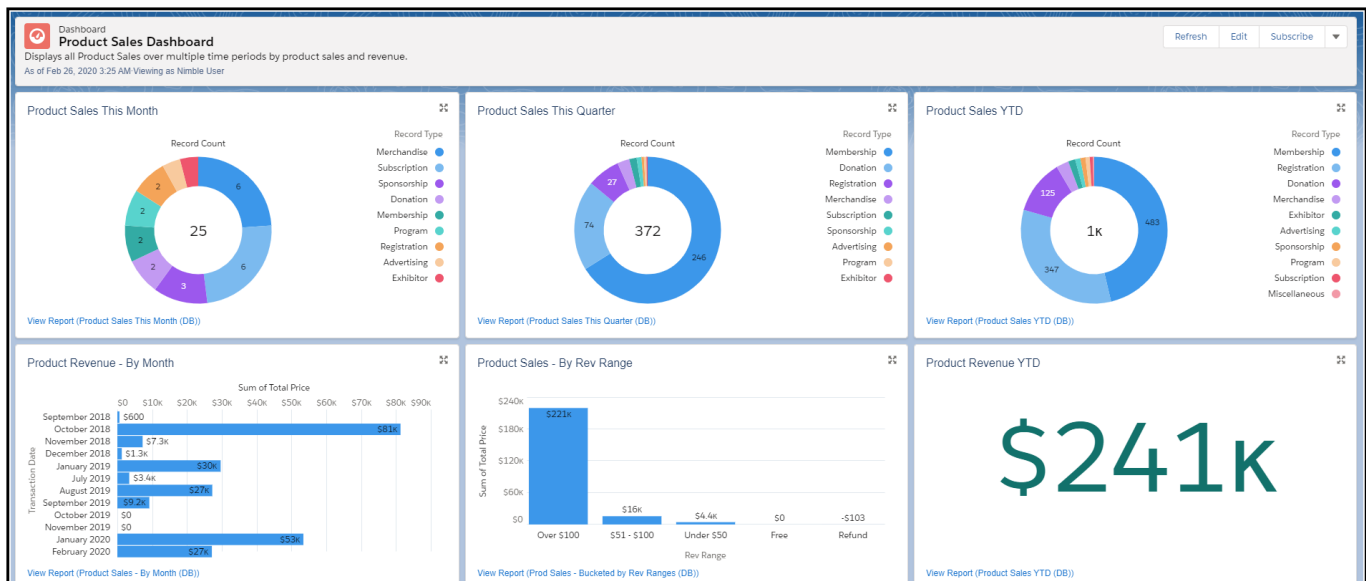 Dashboard
Product Sales Dashboard
Displays all Product Sales over multiple time periods by product sales and revenue.
As of Feb 26, 2020 3:25 AM·Viewing as Nimble User
Refresh
Edit
Subscribe
Product Sales This Month
Record Count
Record Type
Merchandise
Subscription
Sponsorship
Donation
Membership
Program
Registration
Advertising
Exhibitor
6
6
3
2
2
2
2
25
View Report (Product Sales This Month (DB))
Product Sales This Quarter
Record Count
Record Type
Membership
Donation
Registration
Merchandise
Subscription
Sponsorship
Advertising
Program
Exhibitor
27
74
372
246
View Report (Product Sales This Quarter (DB))
Product Sales YTD
Record Count
Record Type
Membership
Registration
Donation
Merchandise
Exhibitor
Advertising
Sponsorship
Program
Subscription
Miscellaneous
125
483
1K
347
View Report (Product Sales YTD (DB))
Product Revenue - By Month
Sum of Total Price
$0 $10K $20K $30K $40K $50K $60K $70K $80K $90K
Transaction Date
September 2018 $600
October 2018 $81K
November 2018 $7.3K
December 2018 $1.3K
January 2019 $30K
July 2019 $3.4K
August 2019 $27K
September 2019 $9.2K
October 2019 $0
November 2019 $0
January 2020 $53K
February 2020 $27K
View Report (Product Sales - By Month (DB))
Product Sales - By Rev Range
Sum of Total Price
$240K
$180K
$120K
$60K
$0
$221K
$16K
$4.4K
$0
-$103
Over $100
$51 - $100
Under $50
Free
Refund
Rev Range
View Report (Prod Sales - Bucketed by Rev Ranges (DB))
Product Revenue YTD
$241K
View Report (Product Sales YTD (DB))